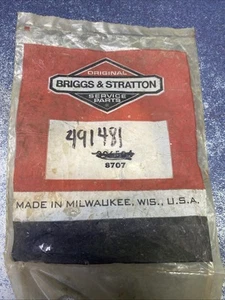 ORIGINAL
BRIGGS & STRATTON
SERVICE
PARTS
491481
8707
MADE IN MILWAUKEE, WIS., U.S.A.